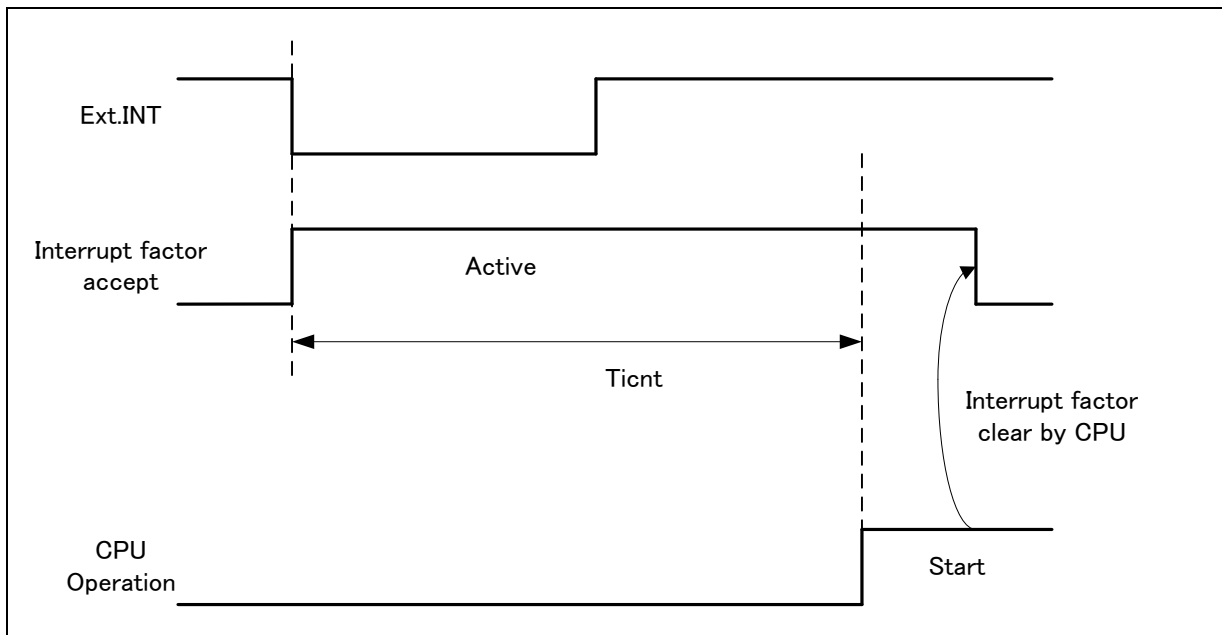 Ext.INT
Interrupt factor
accept
Active
Ticnt
Interrupt factor
clear by CPU
CPU
Operation
Start